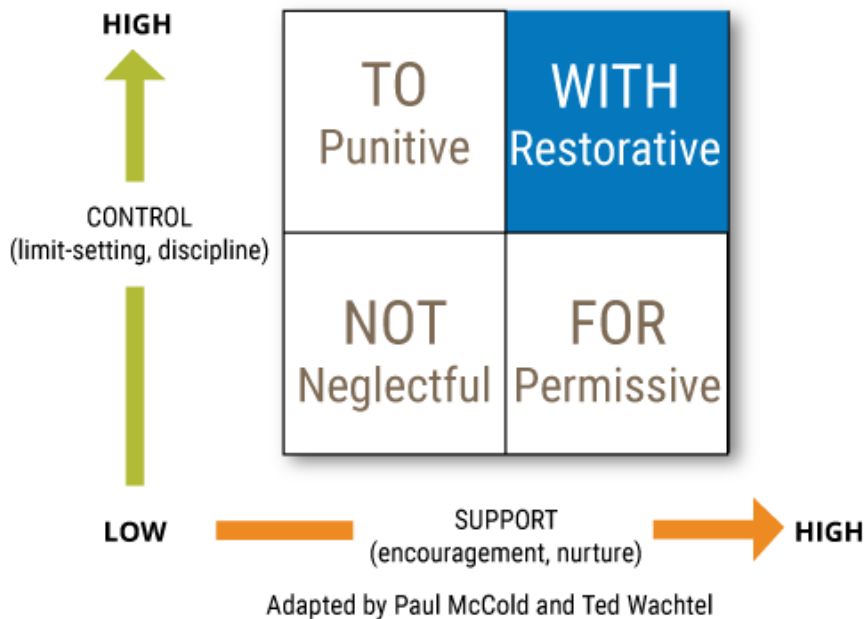 HIGH
TO
Punitive
WITH
Restorative
CONTROL
(limit-setting, discipline)
NOT
Neglectful
FOR
Permissive
LOW
SUPPORT
(encouragement, nurture)
HIGH
Adapted by Paul McCold and Ted Wachtel